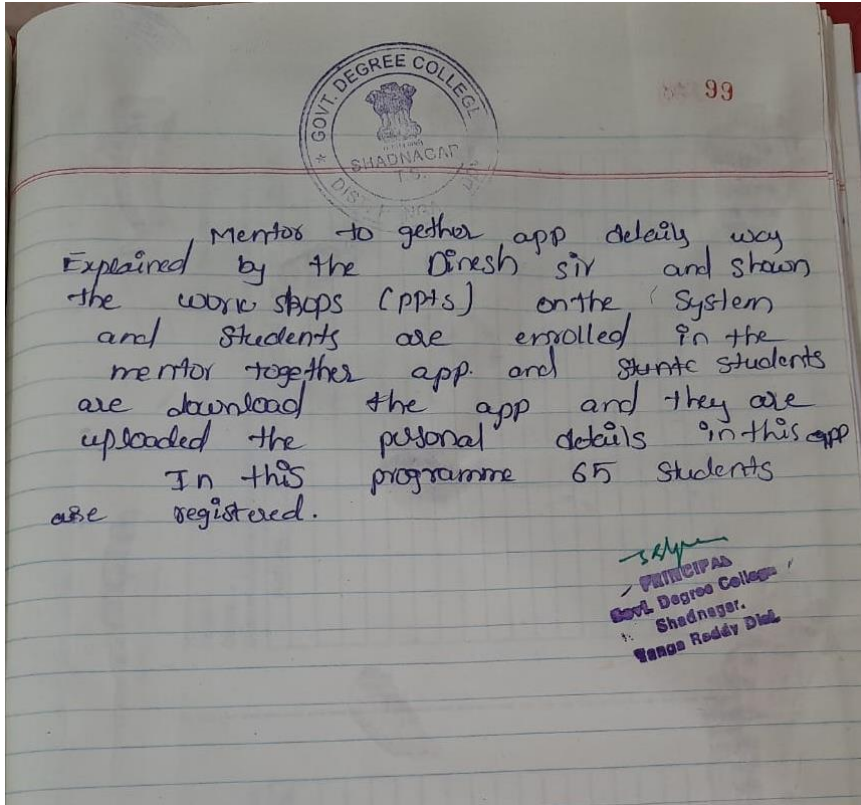 GOVT. DEGREE COLLEGE
SHADNAGAR
T.S.
99
Mentor to gether app details way
Explained by the Dinesh sir and shown
the work shops (ppts) on the System
and Students are enrolled in the
mentor together app. and students
are download the app and they are
uploaded the pusonal details in this app
In this programme 65 Students
are registered.
PRINCIPAL
Govt. Degree College
Shadnagar.
Ranga Reddy Dist.